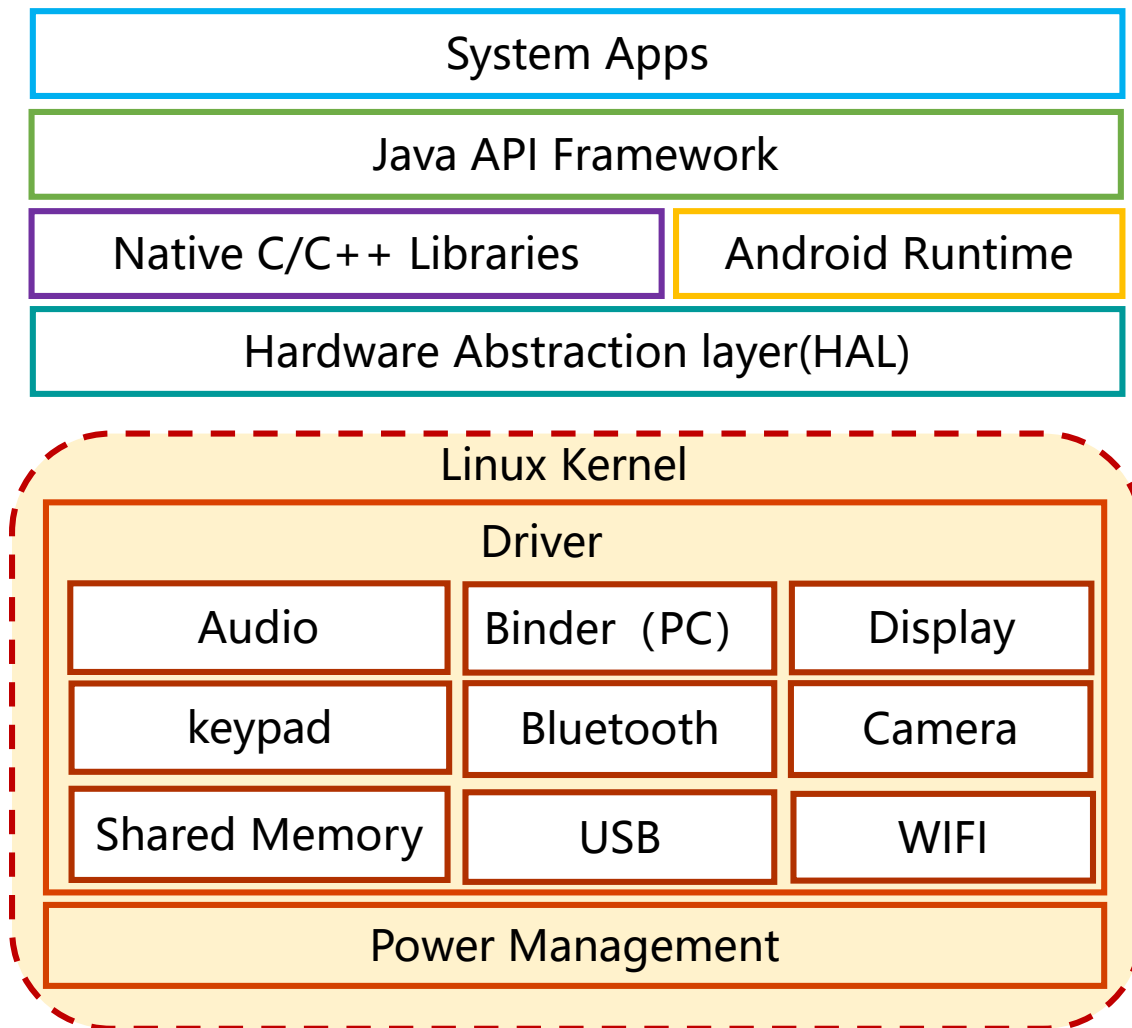 System Apps
Java API Framework
Native C/C++ Libraries
Android Runtime
Hardware Abstraction layer(HAL)
Linux Kernel
Driver
Audio
Binder（PC）
Display
keypad
Bluetooth
Camera
Shared Memory
USB
WIFI
Power Management